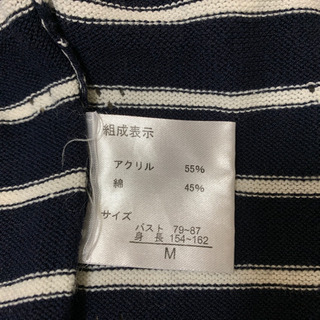 組成表示
アクリル 55%
綿 45%
サイズ
バスト 79~87
身長 154~162
M